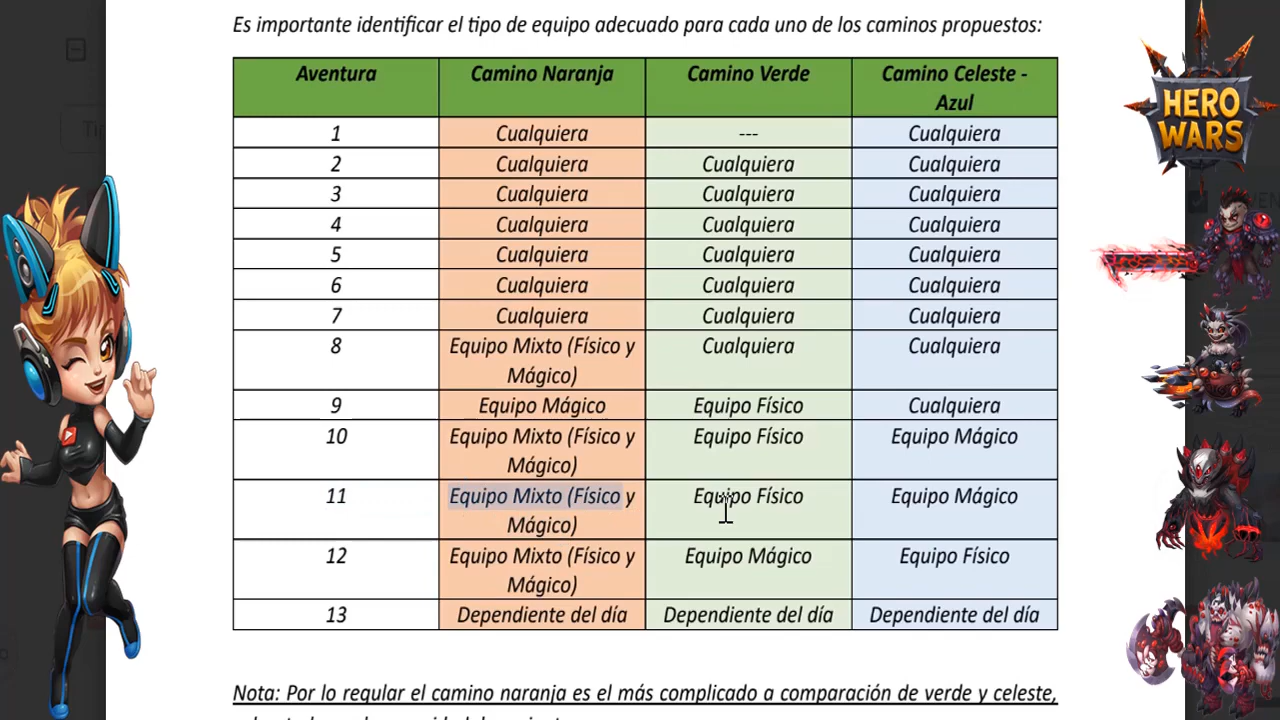 Es importante identificar el tipo de equipo adecuado para cada uno de los caminos propuestos:
Aventura Camino Naranja Camino Verde Camino Celeste -
Azul
1 Cualquiera --- Cualquiera
2 Cualquiera Cualquiera Cualquiera
3 Cualquiera Cualquiera Cualquiera
4 Cualquiera Cualquiera Cualquiera
5 Cualquiera Cualquiera Cualquiera
6 Cualquiera Cualquiera Cualquiera
7 Cualquiera Cualquiera Cualquiera
8 Equipo Mixto (Físico y Cualquiera Cualquiera
Mágico)
9 Equipo Mágico Equipo Físico Cualquiera
10 Equipo Mixto (Físico y Equipo Físico Equipo Mágico
Mágico)
11 Equipo Mixto (Físico y Equipo Físico Equipo Mágico
Mágico)
12 Equipo Mixto (Físico y Equipo Mágico Equipo Físico
Mágico)
13 Dependiente del día Dependiente del día Dependiente del día
Nota: Por lo regular el camino naranja es el más complicado a comparación de verde y celeste,
HERO
WARS